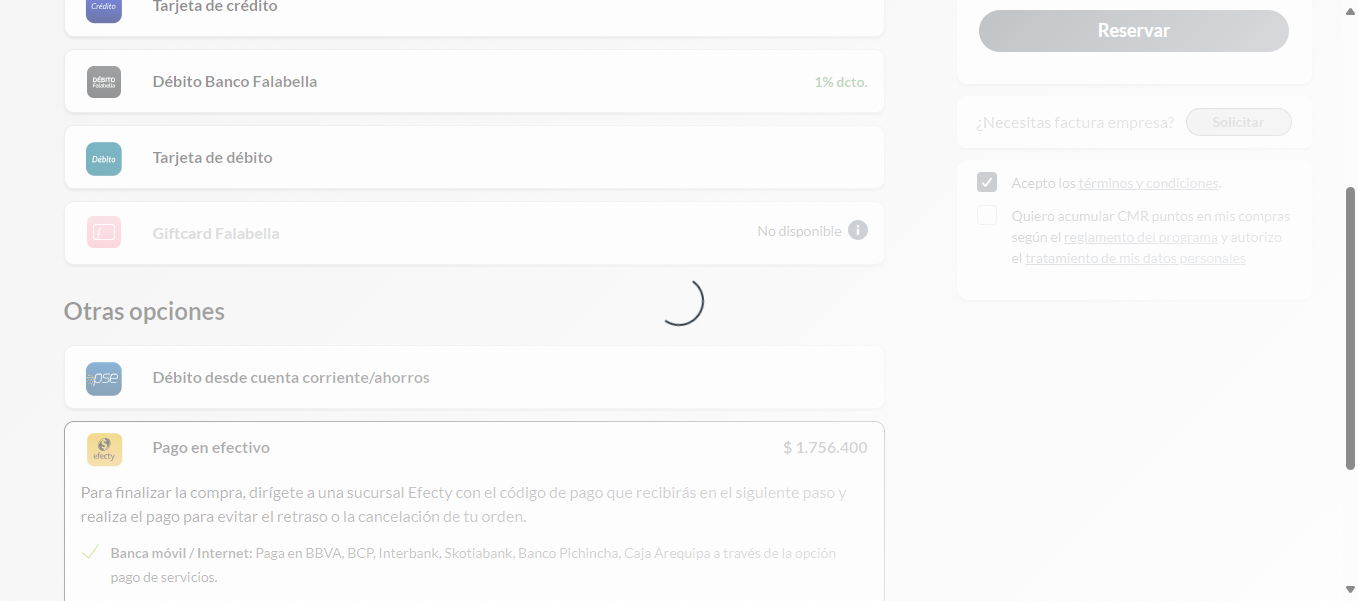 Crédito
Tarjeta de crédito
DÉBITO
Falabella
Débito Banco Falabella
1% dcto.
Débito
Tarjeta de débito
Giftcard Falabella
No disponible
Otras opciones
pse
Débito desde cuenta corriente/ahorros
efecty
Pago en efectivo
$ 1.756.400
Para finalizar la compra, dirígete a una sucursal Efecty con el código de pago que recibirás en el siguiente paso y
realiza el pago para evitar el retraso o la cancelación de tu orden.
Banca móvil / Internet: Paga en BBVA, BCP, Interbank, Skotiabank, Banco Pichincha, Caja Arequipa a través de la opción
pago de servicios.
Reservar
¿Necesitas factura empresa?
Solicitar
Acepto los términos y condiciones.
Quiero acumular CMR puntos en mis compras
según el reglamento del programa y autorizo
el tratamiento de mis datos personales